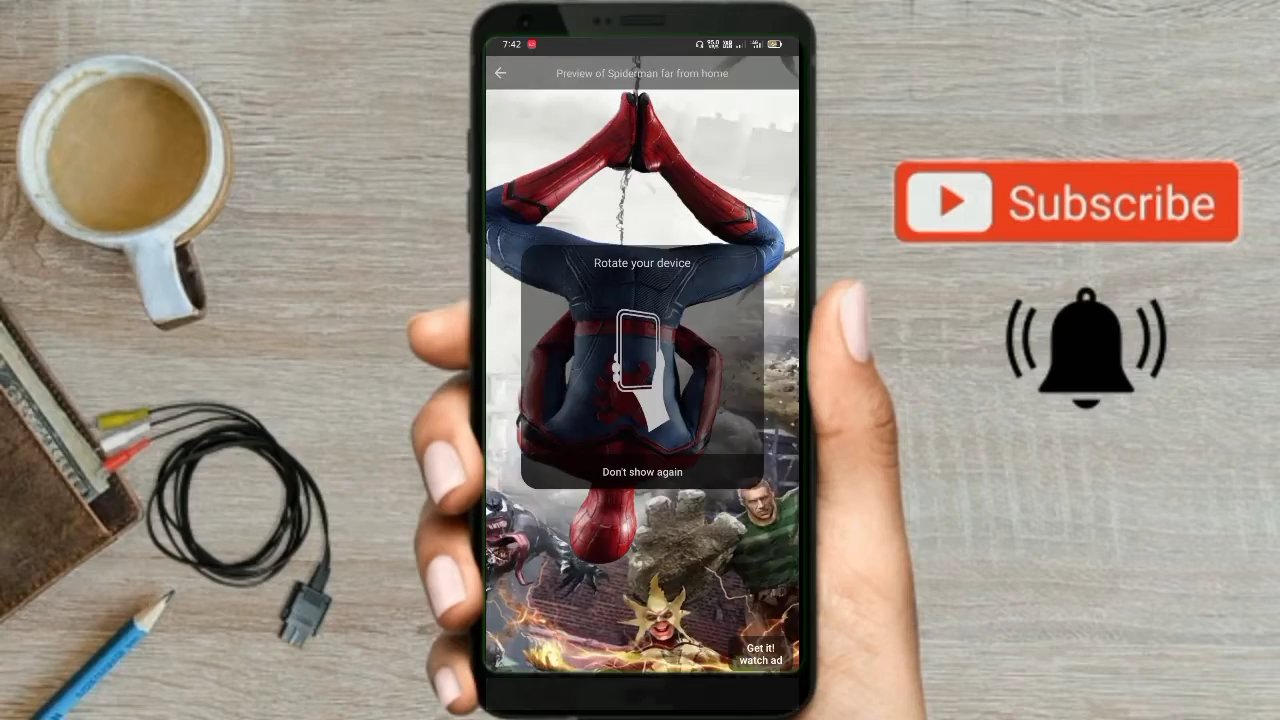 7:42
Preview of Spiderman far from home
Rotate your device
Don't show again
Get it!
watch ad
Subscribe